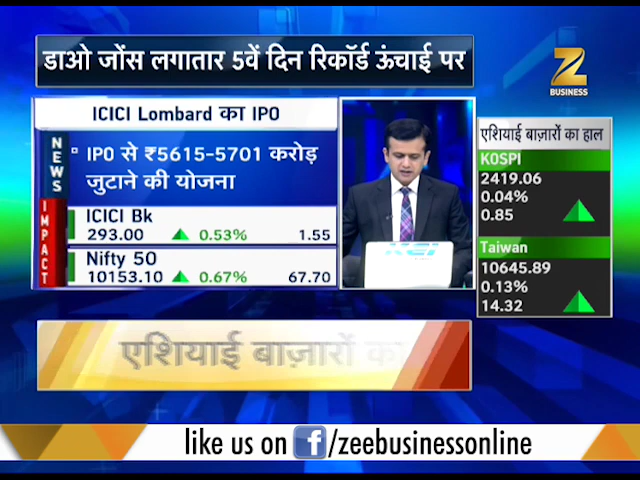 डाओ जोंस लगातार 5वें दिन रिकॉर्ड ऊंचाई पर
Z
BUSINESS
ICICI Lombard का IPO
NEWS
IPO से ₹5615-5701 करोड़
जुटाने की योजना
IMPACT
ICICI Bk
293.00 0.53% 1.55
Nifty 50
10153.10 0.67% 67.70
एशियाई बाज़ारों का हाल
KOSPI
2419.06
0.04%
0.85
Taiwan
10645.89
0.13%
14.32
एशियाई बाज़ारों का
like us on f/zeebusinessonline